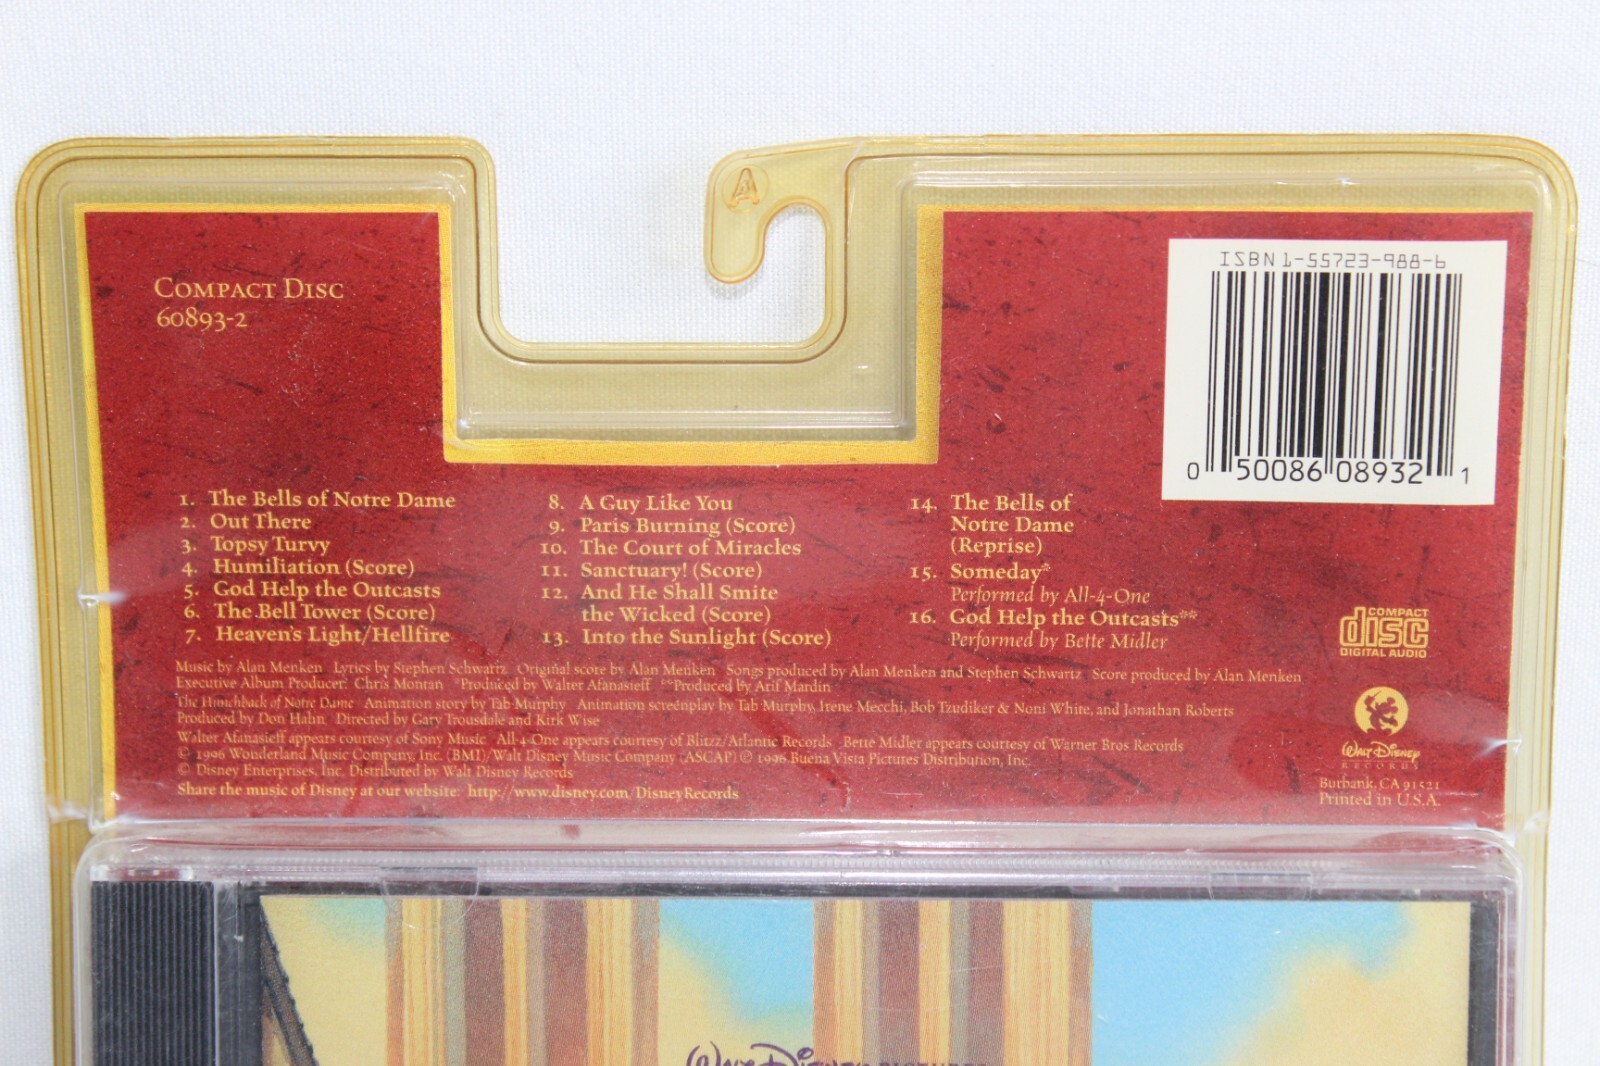 A
COMPACT DISC
60893-2
ISBN 1-55723-988-6
0 50086 08932 1
1. The Bells of Notre Dame
2. Out There
3. Topsy Turvy
4. Humiliation (Score)
5. God Help the Outcasts
6. The Bell Tower (Score)
7. Heaven's Light/Hellfire
8. A Guy Like You
9. Paris Burning (Score)
10. The Court of Miracles
11. Sanctuary! (Score)
12. And He Shall Smite
the Wicked (Score)
13. Into the Sunlight (Score)
14. The Bells of
Notre Dame
(Reprise)
15. Someday*
Performed by All-4-One
16. God Help the Outcasts**
Performed by Bette Midler
COMPACT
disc
DIGITAL AUDIO
Music by Alan Menken Lyrics by Stephen Schwartz Original score by Alan Menken Songs produced by Alan Menken and Stephen Schwartz Score produced by Alan Menken
Executive Album Producer: Chris Montan *Produced by Walter Afanasieff **Produced by Arif Mardin
The Hunchback of Notre Dame Animation story by Tab Murphy Animation screenplay by Tab Murphy, Irene Mecchi, Bob Tzudiker & Noni White, and Jonathan Roberts
Produced by Don Hahn Directed by Gary Trousdale and Kirk Wise
Walter Afanasieff appears courtesy of Sony Music All-4-One appears courtesy of Blitzz/Atlantic Records Bette Midler appears courtesy of Warner Bros Records
© 1996 Wonderland Music Company, Inc. (BMI)/Walt Disney Music Company (ASCAP) © 1996 Buena Vista Pictures Distribution, Inc.
© Disney Enterprises, Inc. Distributed by Walt Disney Records
Share the music of Disney at our website: http://www.disney.com/DisneyRecords
Walt Disney
RECORDS
Burbank, CA 91521
Printed in U.S.A.
Walt Disney PICTURES